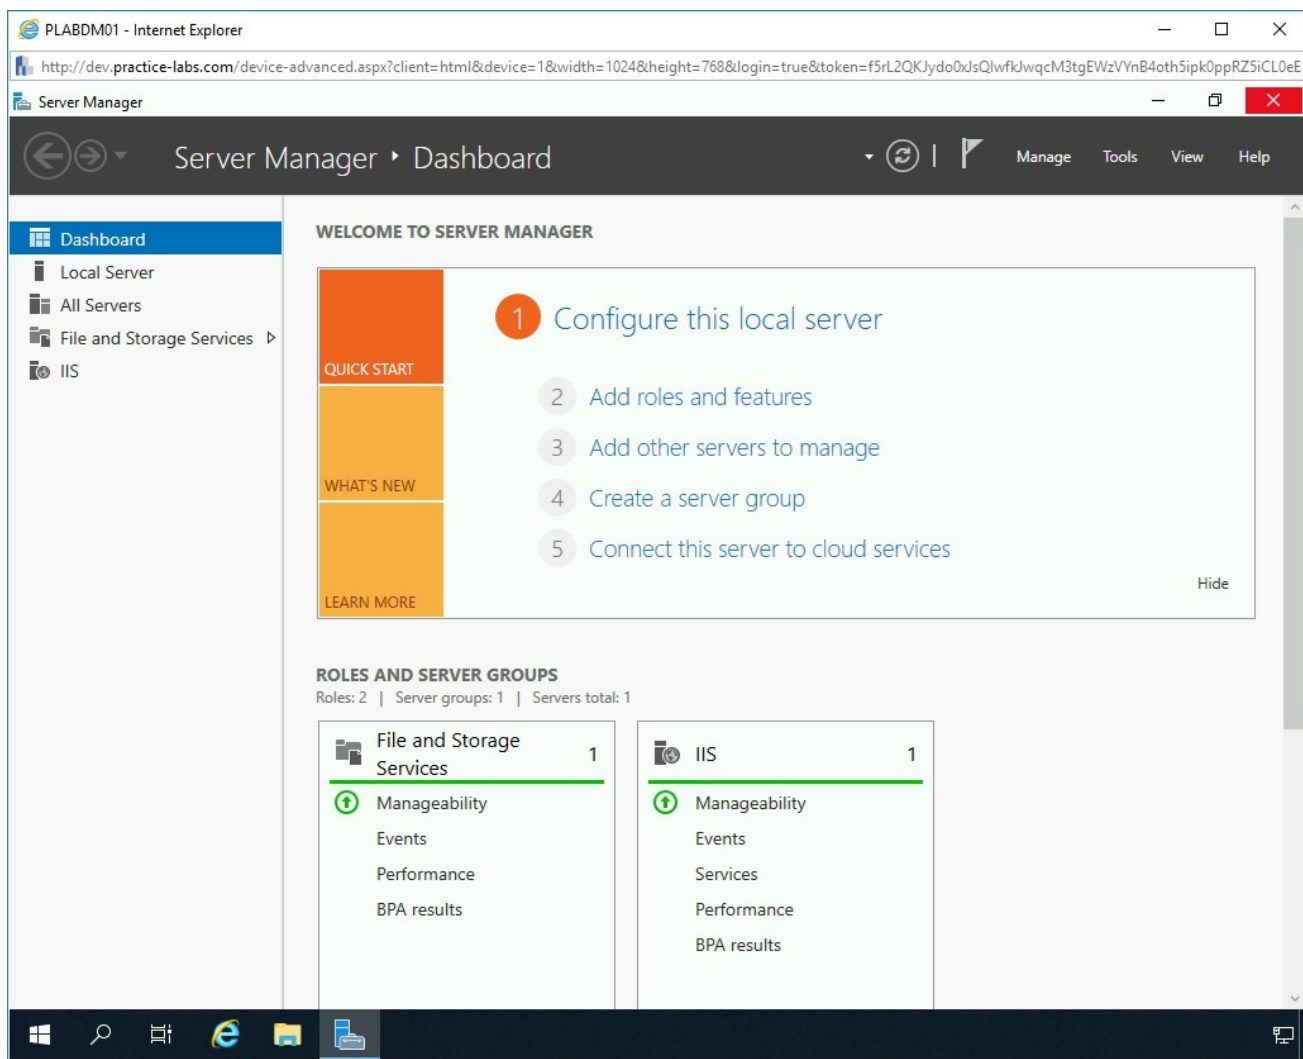 PLABDM01 - Internet Explorer
http://dev.practice-labs.com/device-advanced.aspx?client=html&device=1&width=1024&height=768&login=true&token=f5rL2QKJydo0xJsQlwfkJwqcM3tgEWzVYnB4oth5ipk0ppRZ5iCL0eE
Server Manager
Server Manager ‣ Dashboard
Manage
Tools
View
Help
Dashboard
Local Server
All Servers
File and Storage Services
IIS
WELCOME TO SERVER MANAGER
QUICK START
WHAT'S NEW
LEARN MORE
1 Configure this local server
2 Add roles and features
3 Add other servers to manage
4 Create a server group
5 Connect this server to cloud services
Hide
ROLES AND SERVER GROUPS
Roles: 2 | Server groups: 1 | Servers total: 1
File and Storage
Services
1
Manageability
Events
Performance
BPA results
IIS 1
Manageability
Events
Services
Performance
BPA results